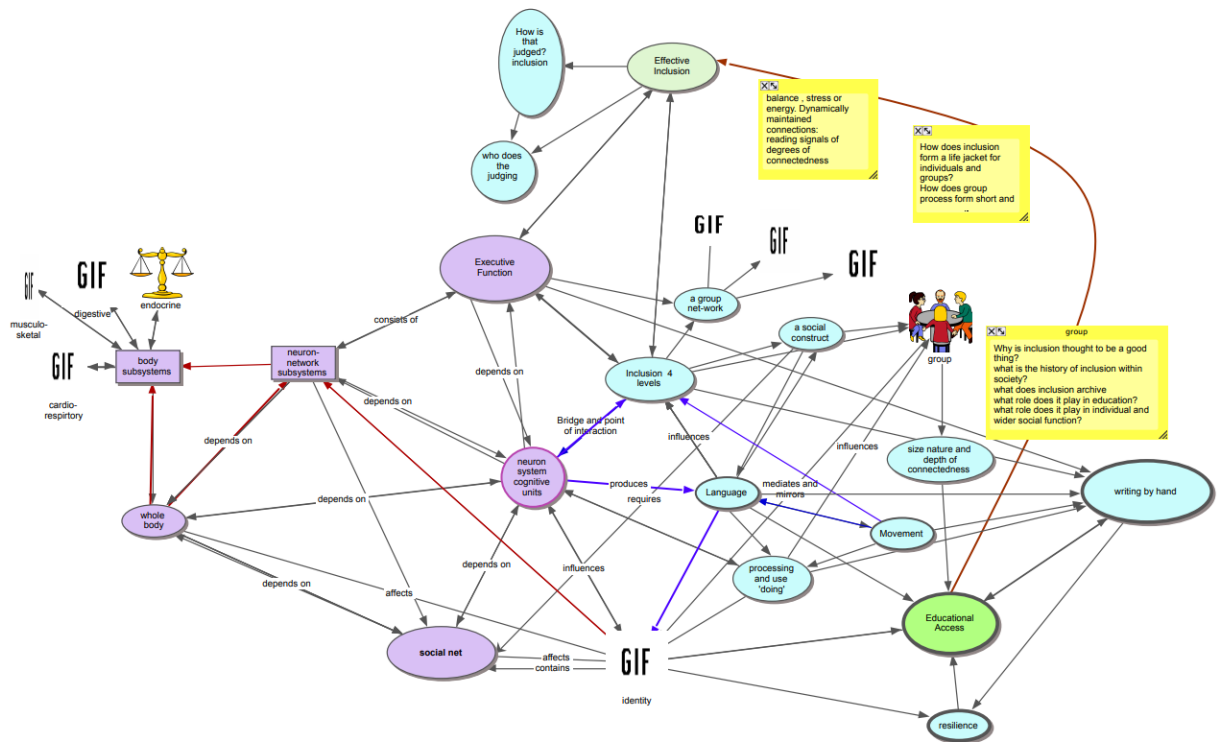 How is
that
judged?
inclusion
Effective
Inclusion
balance , stress or
energy. Dynamically
maintained
connections:
reading signals of
degrees of
connectedness
How does inclusion
form a life jacket for
individuals and
groups?
How does group
process form short and
who does
the
judging
Executive
Function
GIF
GIF
GIF
a group
net-work
GIF
GIF
endocrine
digestive
musculo-
sketal
GIF
cardio-
respirtory
body
subsystems
neuron-
network
subsystems
consists of
a social
construct
group
group
Why is inclusion thought to be a good
thing?
what is the history of inclusion within
society?
what does inclusion archive
what role does it play in education?
what role does it play in individual and
wider social function?
Inclusion 4
levels
depends on
depends on
Bridge and point
of interaction
influences
influences
depends on
size nature and
depth of
connectedness
neuron
system
cognitive
units
produces
requires
Language
mediates and
mirrors
writing by hand
depends on
whole
body
Movement
depends on
depends on
influences
processing
and use
'doing'
affects
Educational
Access
social net
affects
contains
GIF
identity
resilience